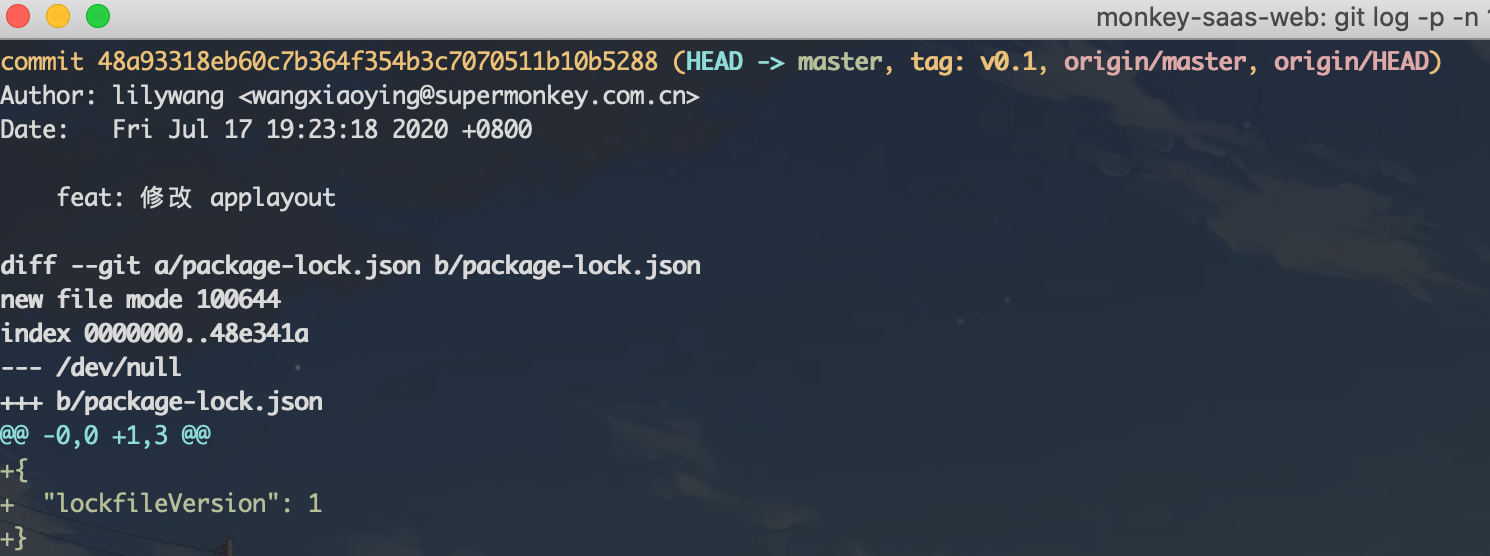 monkey-saas-web: git log -p -n
commit 48a93318eb60c7b364f354b3c7070511b10b5288 (HEAD -> master, tag: v0.1, origin/master, origin/HEAD)
Author: lilywang <wangxiaoying@supermonkey.com.cn>
Date:   Fri Jul 17 19:23:18 2020 +0800
    feat: 修改 applayout
diff --git a/package-lock.json b/package-lock.json
new file mode 100644
index 0000000..48e341a
--- /dev/null
+++ b/package-lock.json
@@ -0,0 +1,3 @@
+{
+  "lockfileVersion": 1
+}